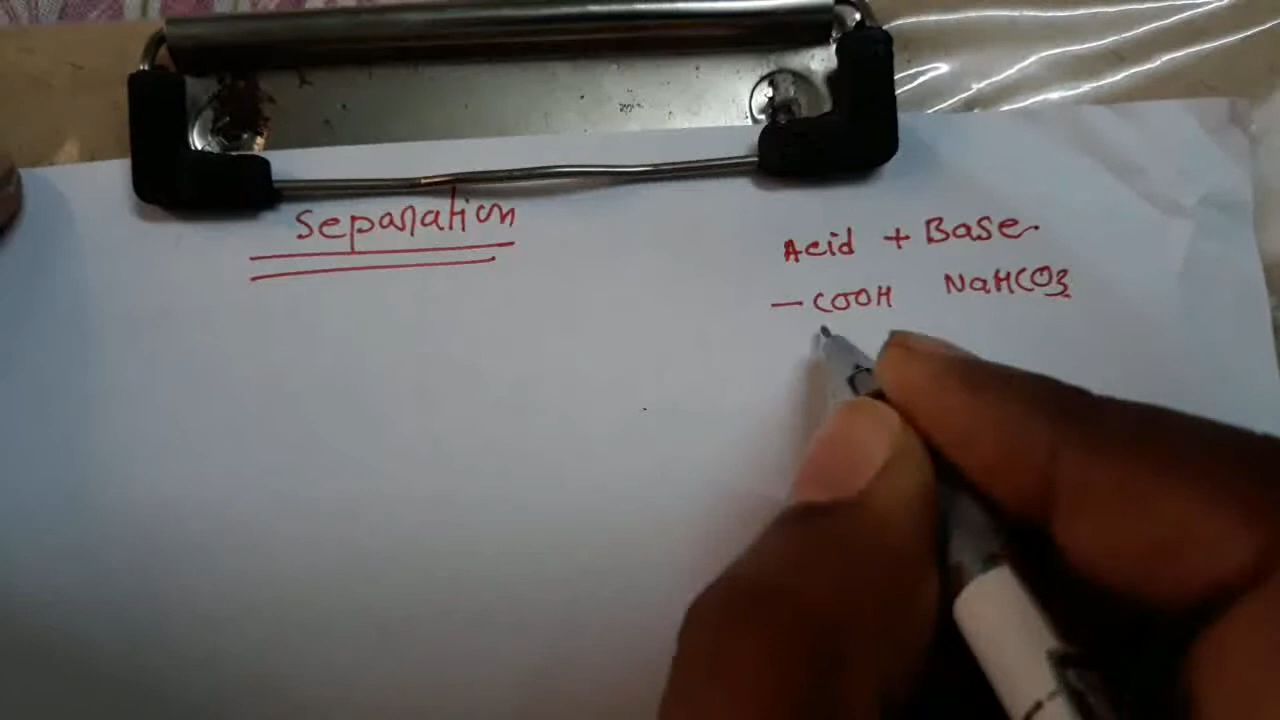 Separation
Acid + Base
- COOH NaHCO3